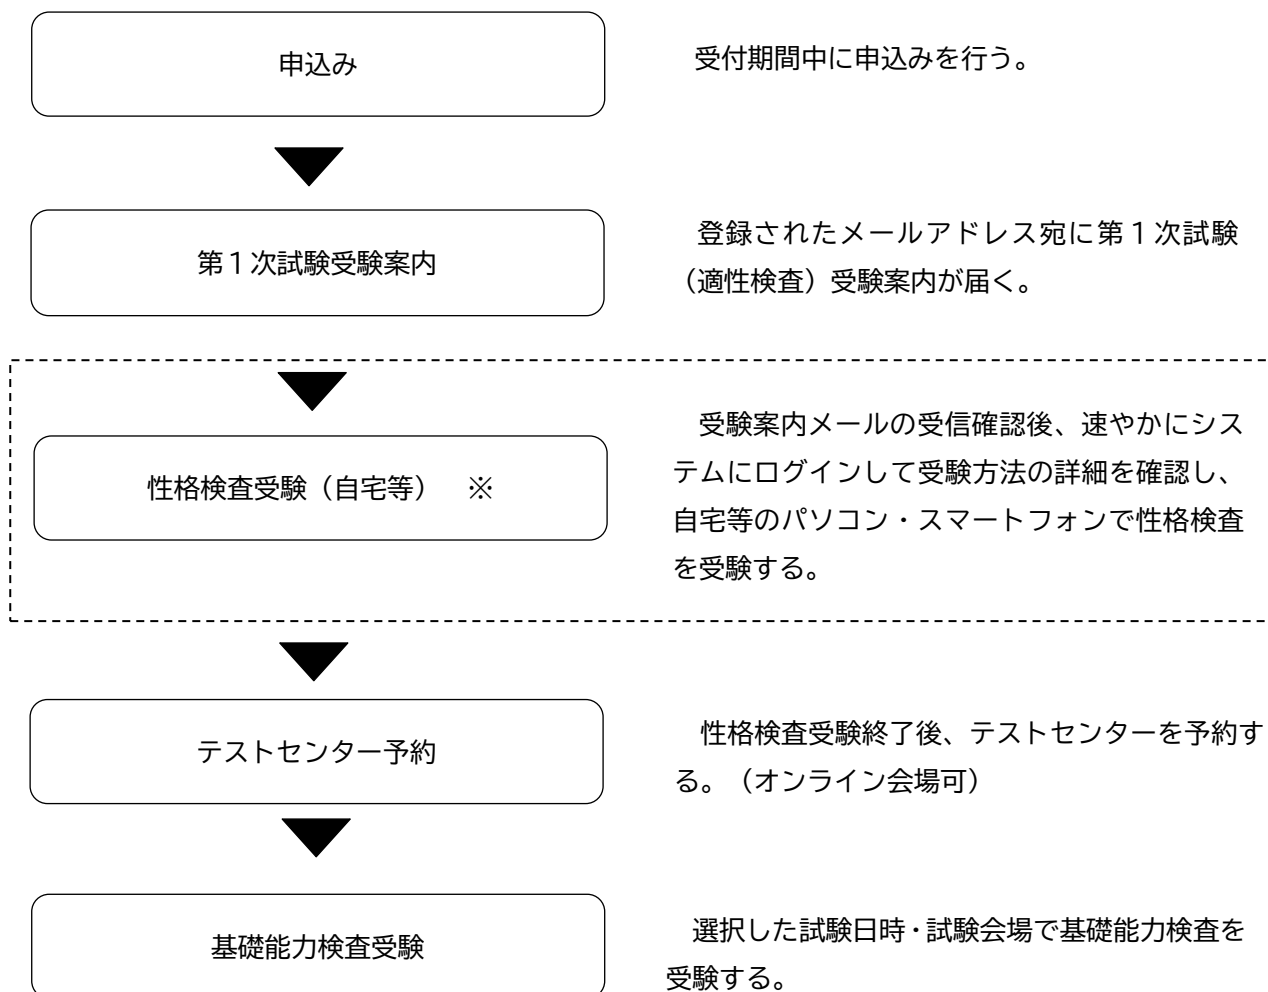 申込み
受付期間中に申込みを行う。
第１次試験受験案内
登録されたメールアドレス宛に第１次試験
（適性検査）受験案内が届く。
性格検査受験（自宅等）　※
受験案内メールの受信確認後、速やかにシス
テムにログインして受験方法の詳細を確認し、
自宅等のパソコン・スマートフォンで性格検査
を受験する。
テストセンター予約
性格検査受験終了後、テストセンターを予約す
る。（オンライン会場可）
基礎能力検査受験
選択した試験日時・試験会場で基礎能力検査を
受験する。